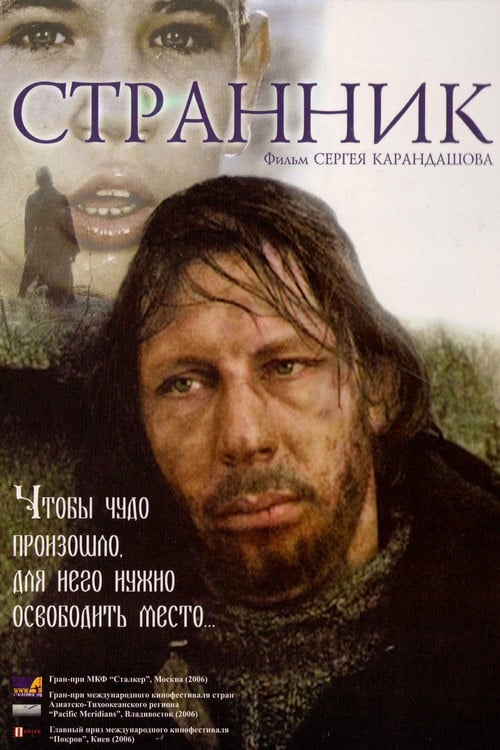 СТРАННИК
Фильм СЕРГЕЯ КАРАНДАШОВА
Чтобы чудо
произошло,
для него нужно
освободить место...
Гран-при МКФ "Сталкер", Москва (2006)
Гран-при международного кинофестиваля стран
Азиатско-Тихоокеанского региона
"Pacific Meridians", Владивосток (2006)
Главный приз международного кинофестиваля
"Покров", Киев (2006)